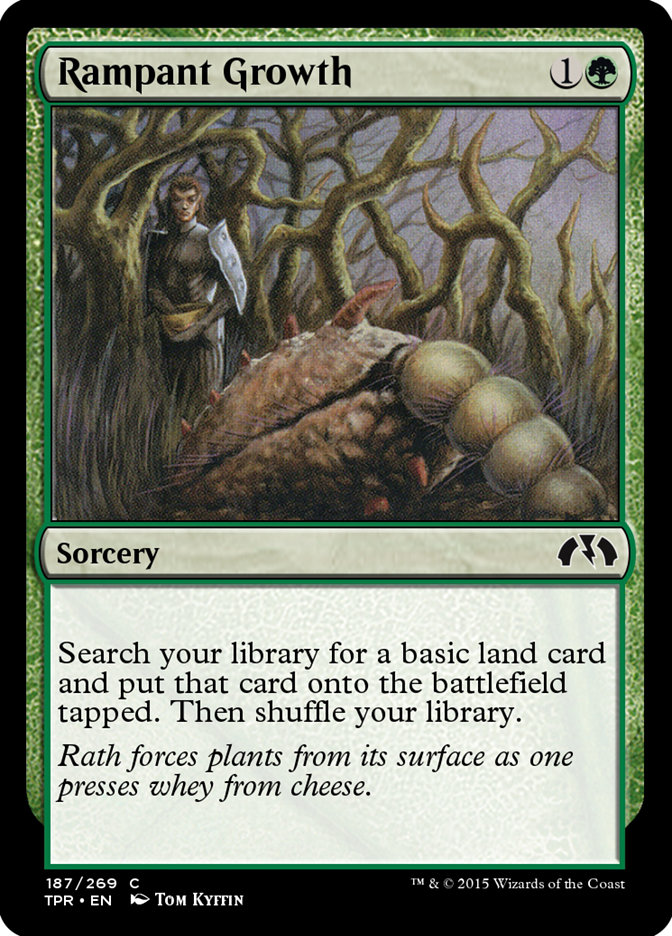 Rampant Growth 1
Sorcery
Search your library for a basic land card
and put that card onto the battlefield
tapped. Then shuffle your library.
Rath forces plants from its surface as one
presses whey from cheese.
187/269 C
TPR • EN Tom Kyffin
™ & © 2015 Wizards of the Coast